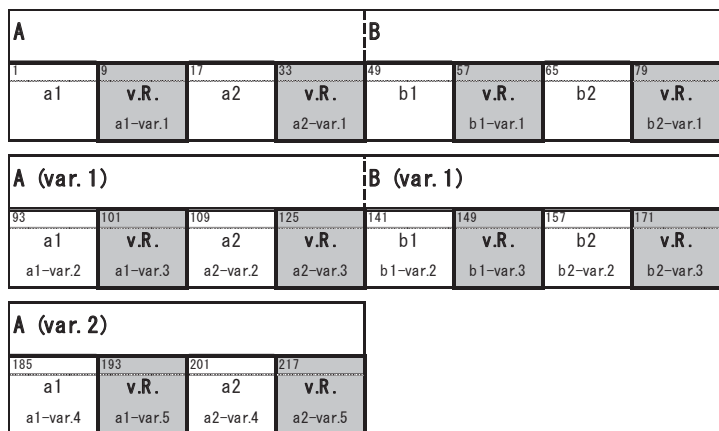 A B
1 9 17 33 49 57 65 79
a1 v.R. a2 v.R. b1 v.R. b2 v.R.
a1-var.1 a2-var.1 b1-var.1 b2-var.1
A (var. 1) B (var. 1)
93 101 109 125 141 149 157 171
a1 v.R. a2 v.R. b1 v.R. b2 v.R.
a1-var.2 a1-var.3 a2-var.2 a2-var.3 b1-var.2 b1-var.3 b2-var.2 b2-var.3
A (var. 2)
185 193 201 217
a1 v.R. a2 v.R.
a1-var.4 a1-var.5 a2-var.4 a2-var.5